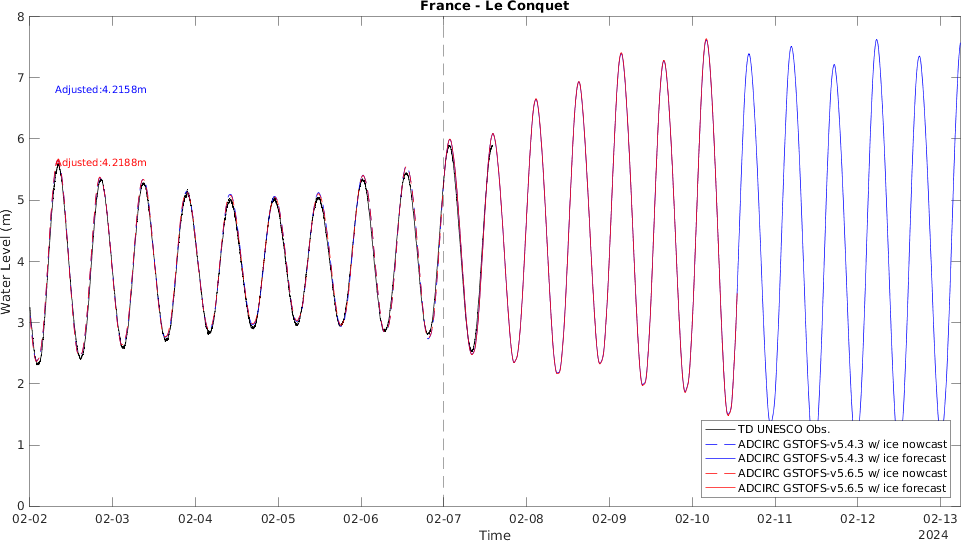 France - Le Conquet
8
7
6
5
4
3
2
1
0
Water Level (m)
Adjusted:4.2158m
Adjusted:4.2188m
TD UNESCO Obs.
ADCIRC GSTOFS-v5.4.3 w/ ice nowcast
ADCIRC GSTOFS-v5.4.3 w/ ice forecast
ADCIRC GSTOFS-v5.6.5 w/ ice nowcast
ADCIRC GSTOFS-v5.6.5 w/ ice forecast
02-02 02-03 02-04 02-05 02-06 02-07 02-08 02-09 02-10 02-11 02-12 02-13
Time
2024